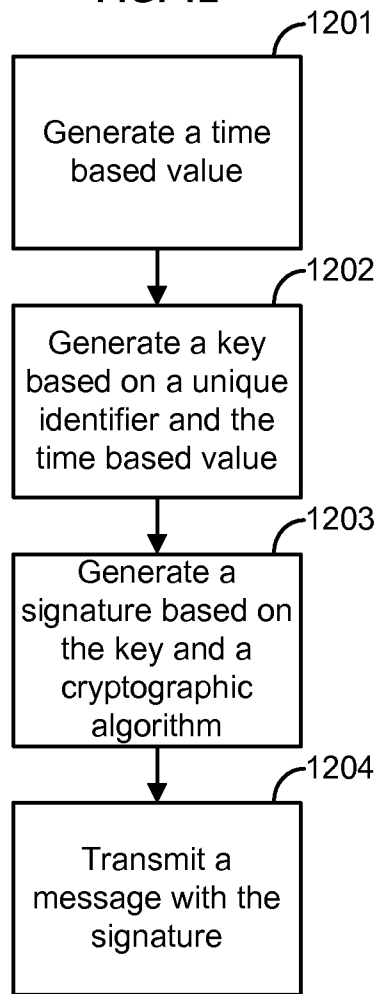 1201
Generate a time
based value
1202
Generate a key
based on a unique
identifier and the
time based value
1203
Generate a
signature based on
the key and a
cryptographic
algorithm
1204
Transmit a
message with the
signature